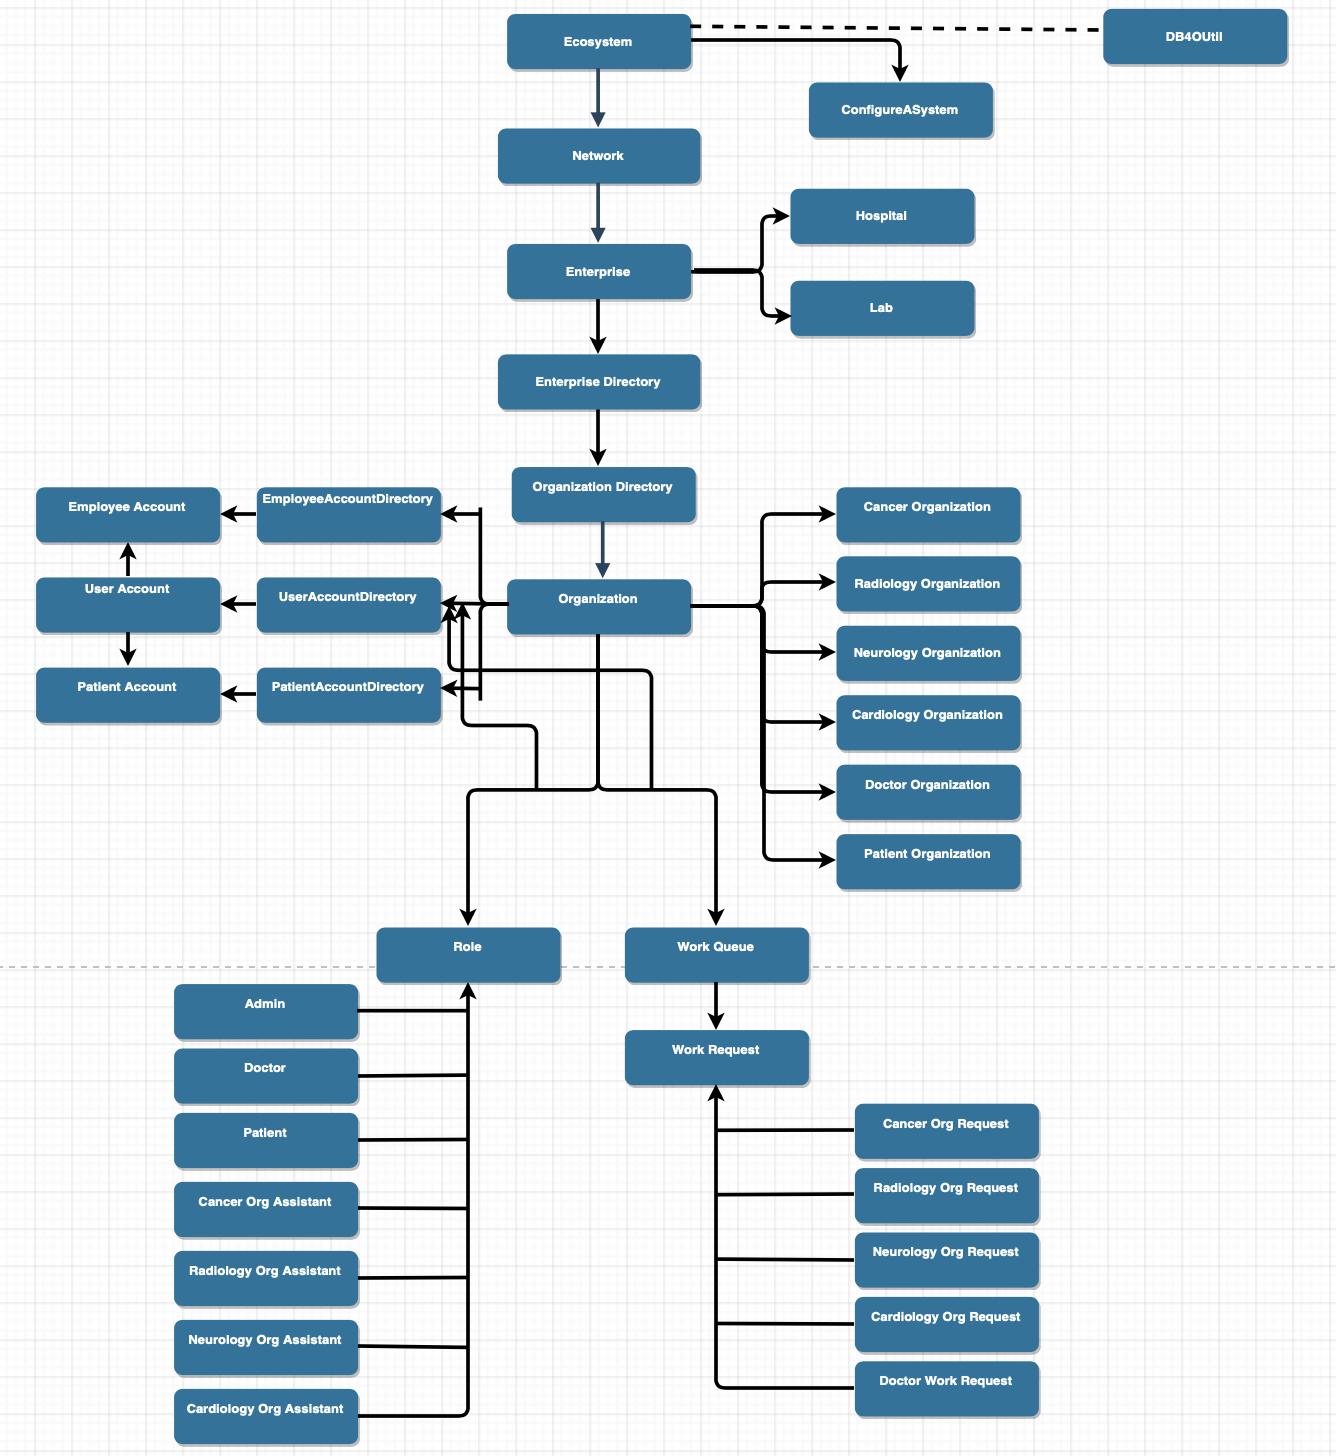 Ecosystem
DB4OUtil
ConfigureASystem
Network
Hospital
Enterprise
Lab
Enterprise Directory
Organization Directory
Employee Account
EmployeeAccountDirectory
Cancer Organization
User Account
UserAccountDirectory
Organization
Radiology Organization
Neurology Organization
Patient Account
PatientAccountDirectory
Cardiology Organization
Doctor Organization
Patient Organization
Role
Work Queue
Admin
Work Request
Doctor
Patient
Cancer Org Request
Cancer Org Assistant
Radiology Org Request
Radiology Org Assistant
Neurology Org Request
Neurology Org Assistant
Cardiology Org Request
Cardiology Org Assistant
Doctor Work Request